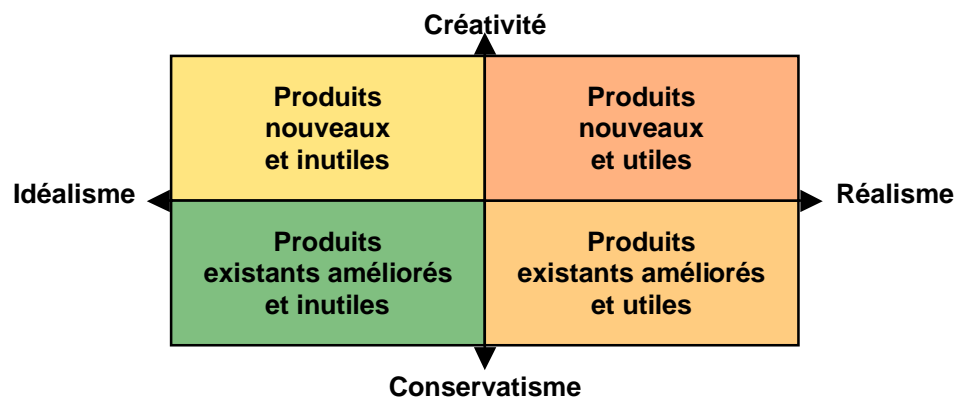 Créativité
Produits
nouveaux
et inutiles
Produits
nouveaux
et utiles
Idéalisme
Réalisme
Produits
existants améliorés
et inutiles
Produits
existants améliorés
et utiles
Conservatisme